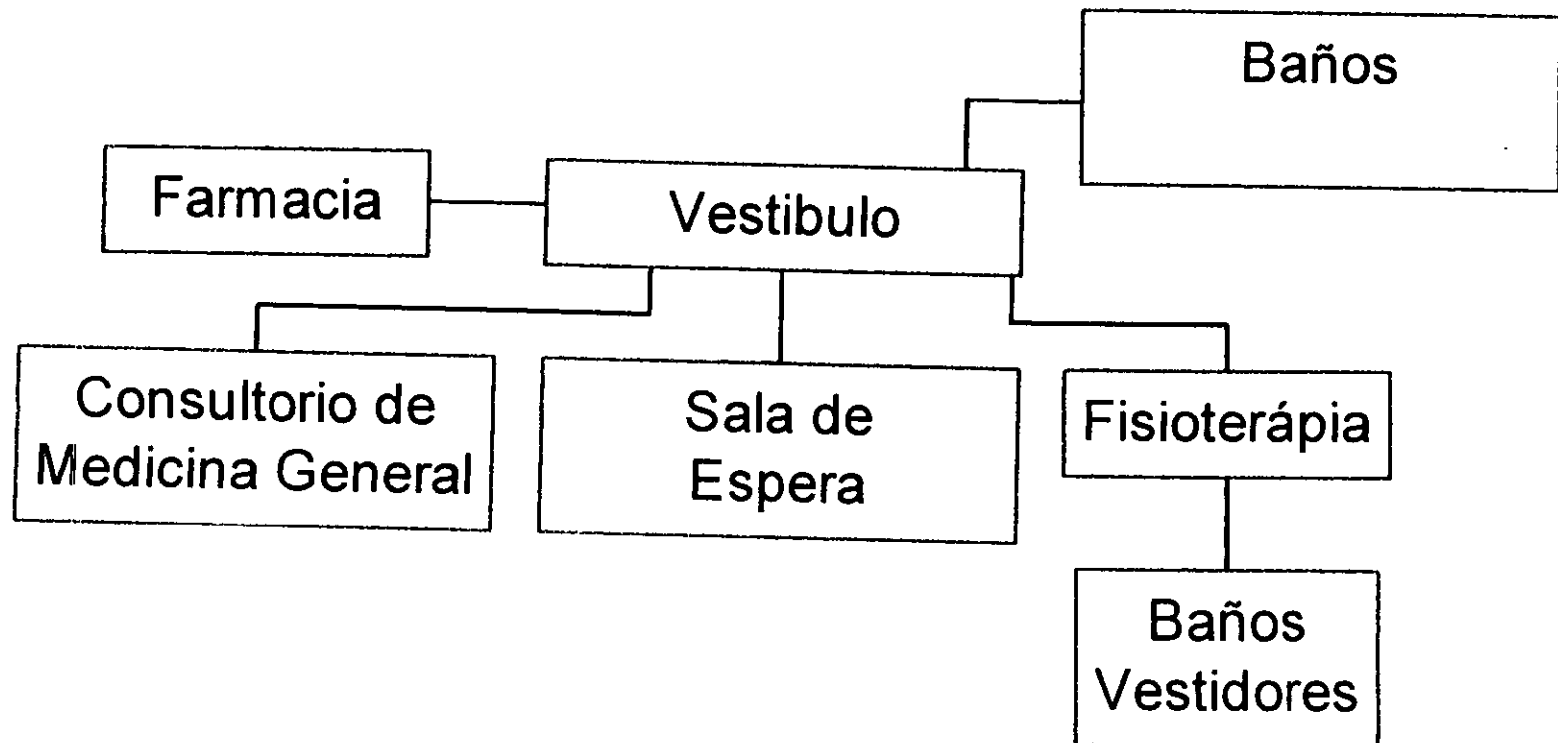 Baños
Farmacia
Vestibulo
Consultorio de
Medicina General
Sala de
Espera
Fisioterápia
Baños
Vestidores